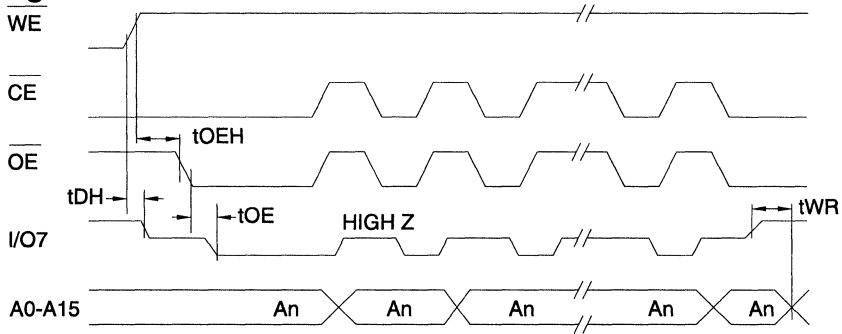 WE
CE
tOEH
OE
tDH
tOE
HIGH Z
tWR
I/O7
A0-A15 An An An An An